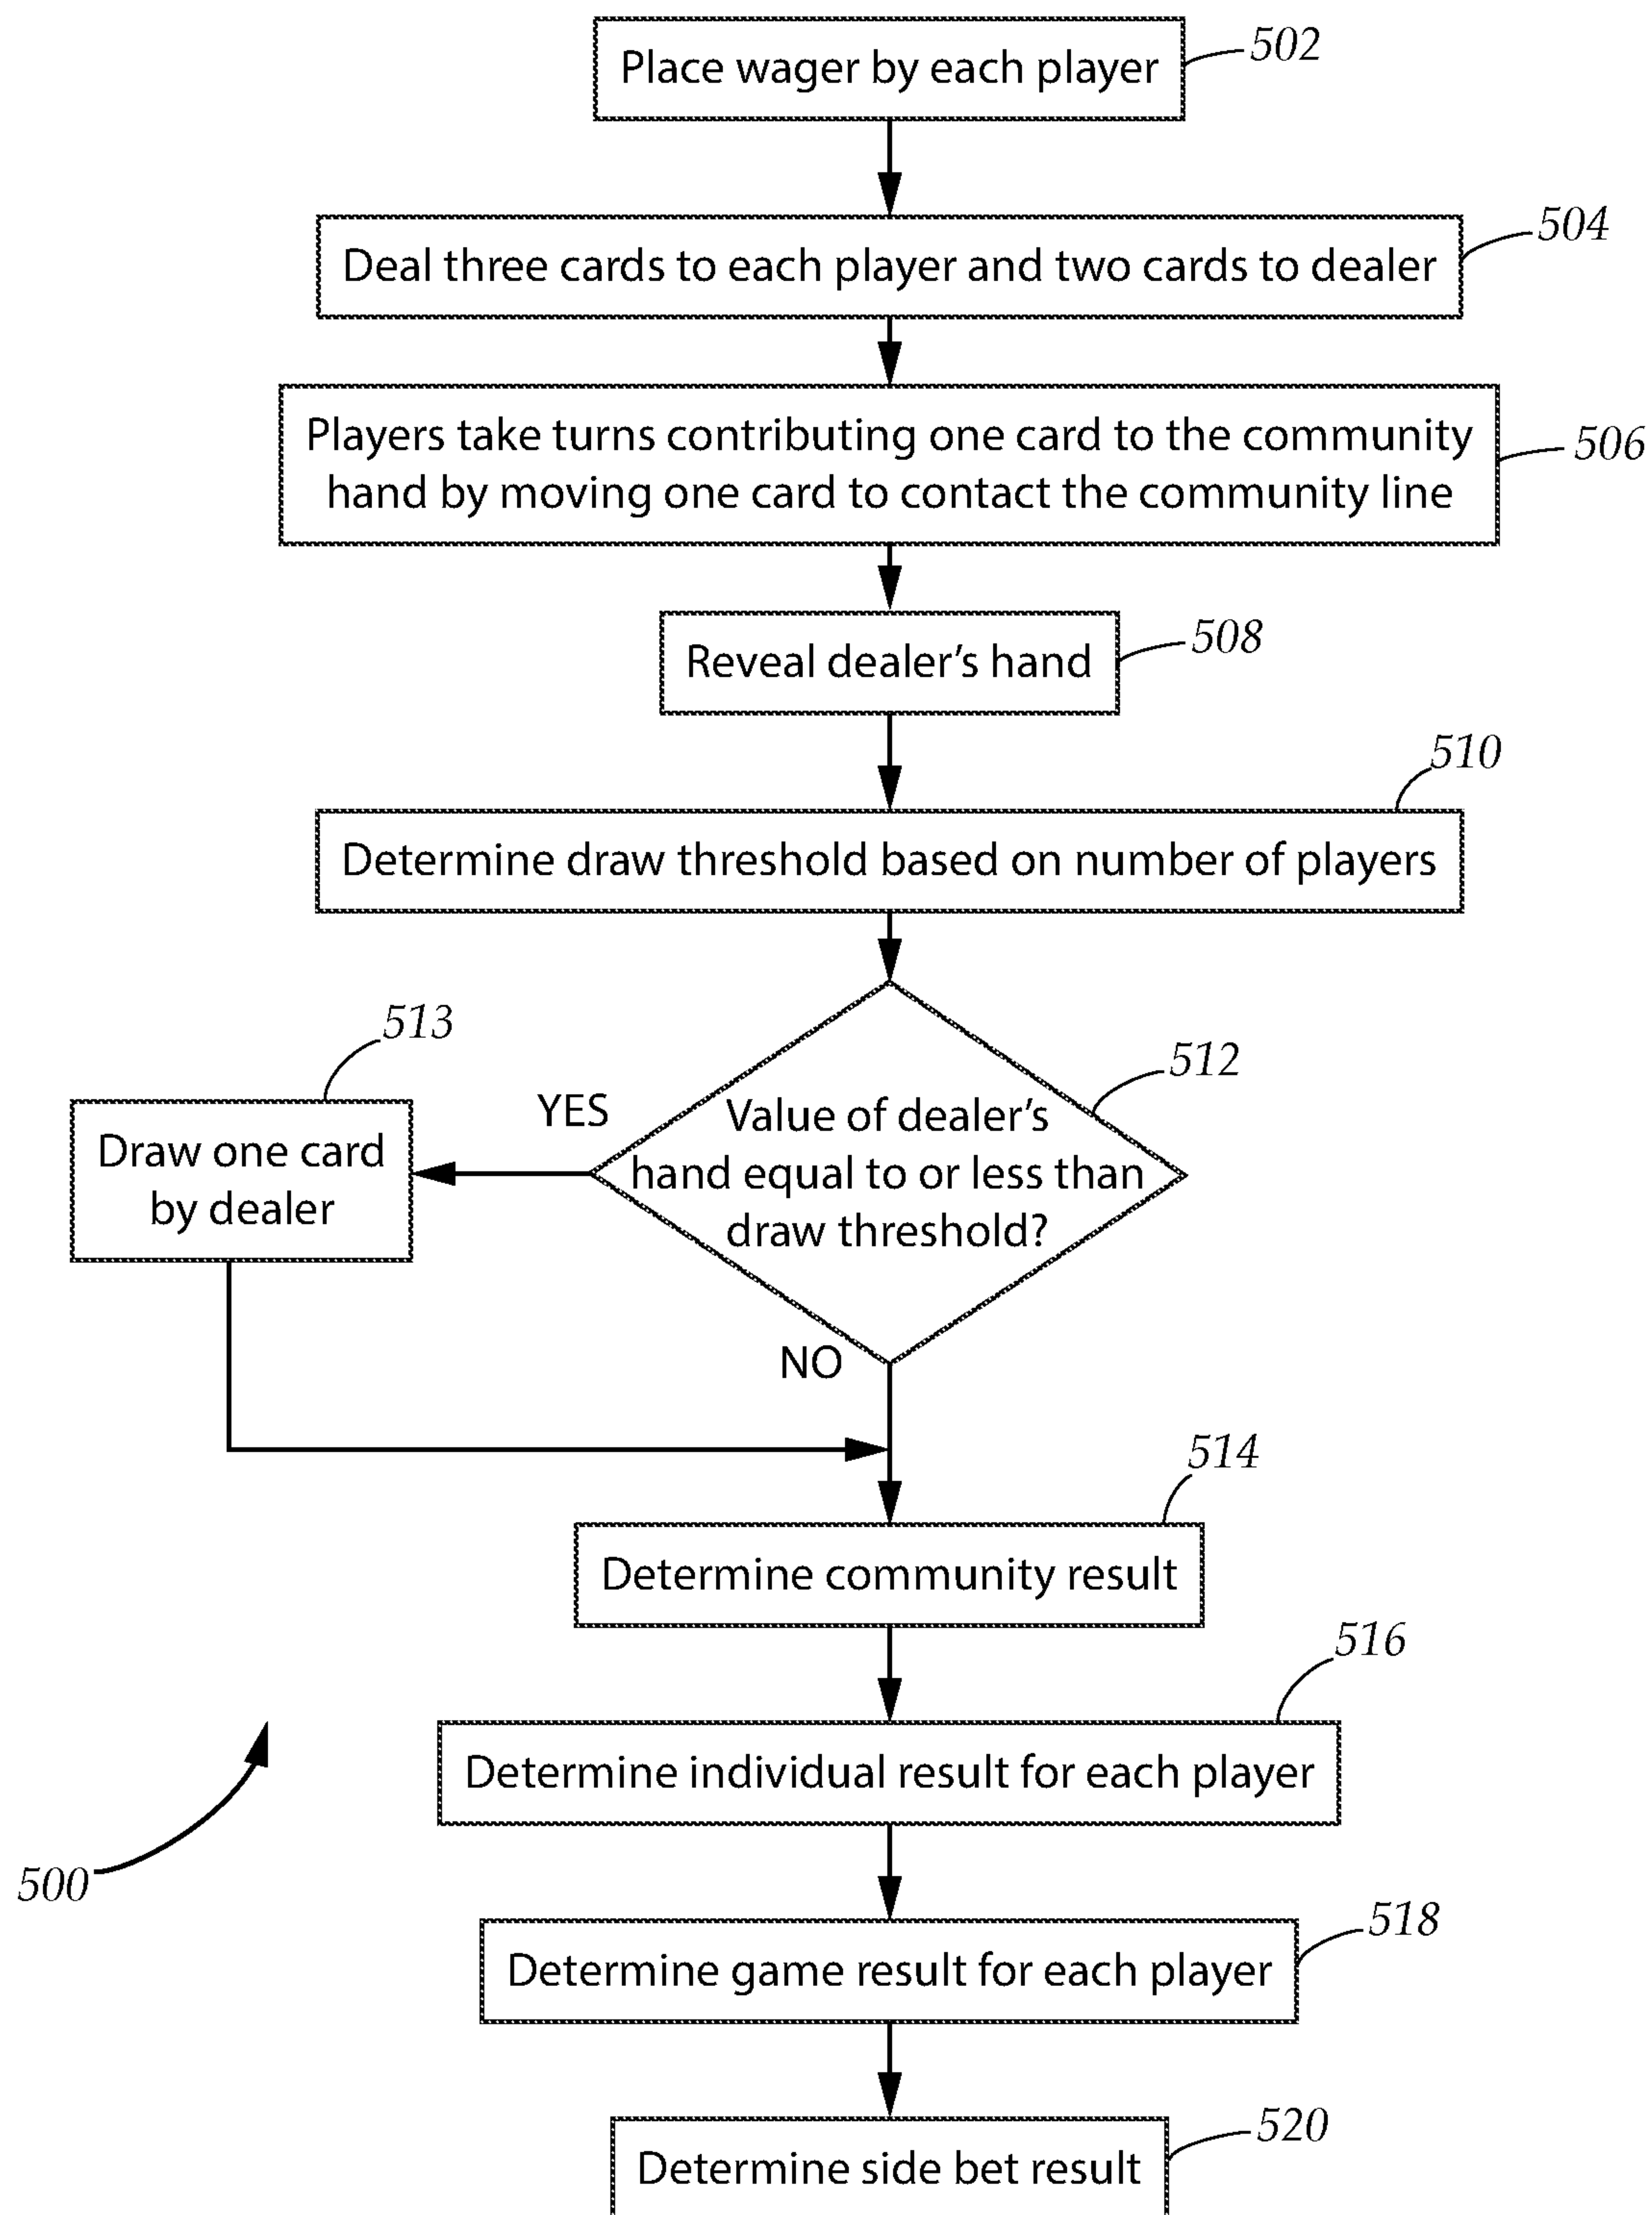 Place wager by each player
502
Deal three cards to each player and two cards to dealer
504
Players take turns contributing one card to the community
hand by moving one card to contact the community line
506
Reveal dealer's hand
508
510
Determine draw threshold based on number of players
513
512
YES
Value of dealer's
hand equal to or less than
draw threshold?
Draw one card
by dealer
NO
514
Determine community result
516
Determine individual result for each player
500
518
Determine game result for each player
520
Determine side bet result